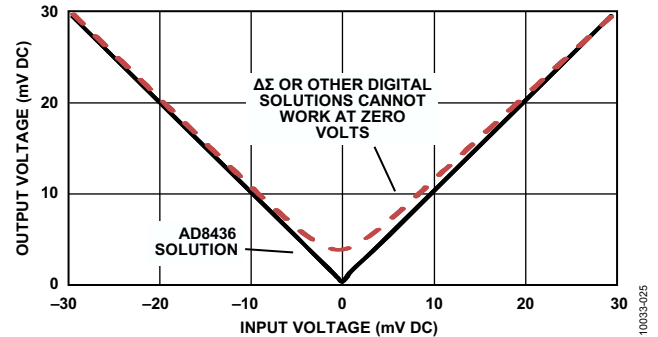 30
20
10
0
OUTPUT VOLTAGE (mV DC)
ΔΣ OR OTHER DIGITAL
SOLUTIONS CANNOT
WORK AT ZERO
VOLTS
AD8436
SOLUTION
–30
–20
–10
0
10
20
30
INPUT VOLTAGE (mV DC)
10033-025